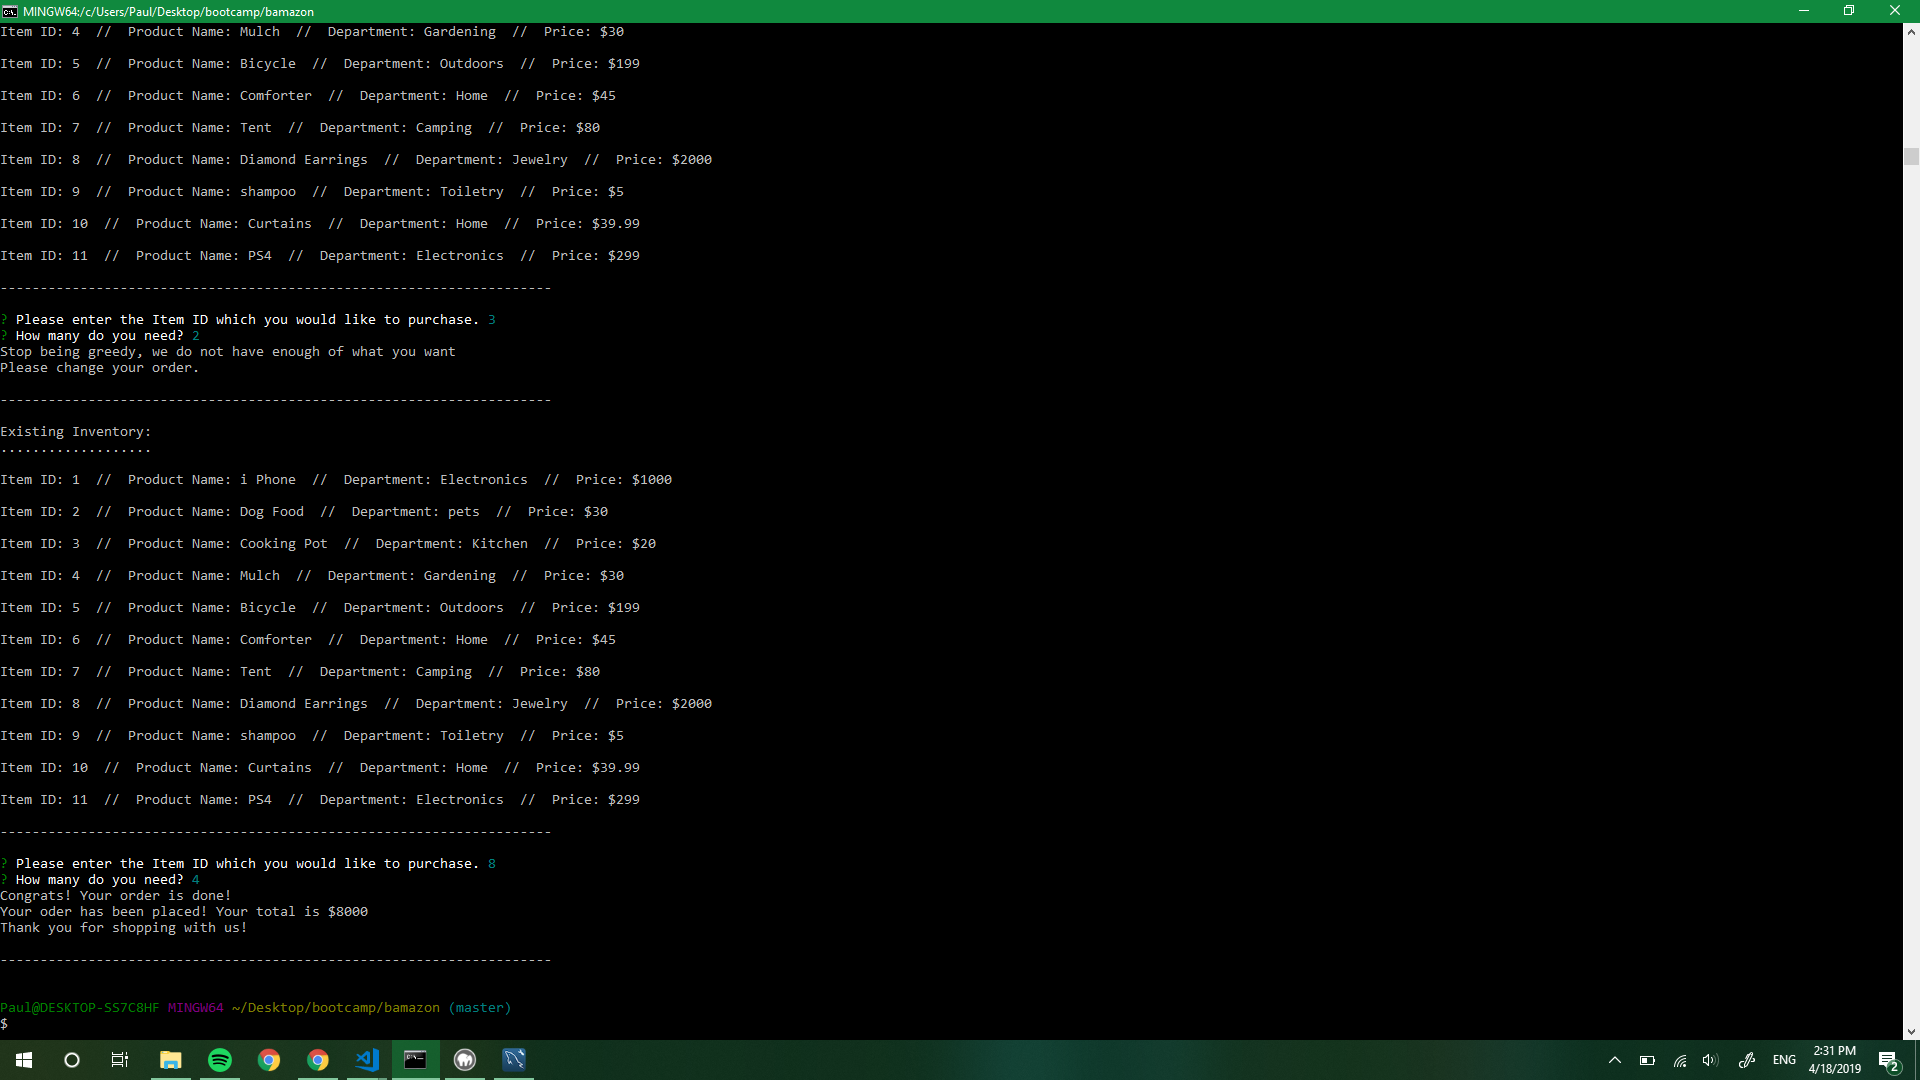 MINGW64:/c/Users/Paul/Desktop/bootcamp/bamazon
Item ID: 4  //  Product Name: Mulch  //  Department: Gardening  //  Price: $30
Item ID: 5  //  Product Name: Bicycle  //  Department: Outdoors  //  Price: $199
Item ID: 6  //  Product Name: Comforter  //  Department: Home  //  Price: $45
Item ID: 7  //  Product Name: Tent  //  Department: Camping  //  Price: $80
Item ID: 8  //  Product Name: Diamond Earrings  //  Department: Jewelry  //  Price: $2000
Item ID: 9  //  Product Name: shampoo  //  Department: Toiletry  //  Price: $5
Item ID: 10  //  Product Name: Curtains  //  Department: Home  //  Price: $39.99
Item ID: 11  //  Product Name: PS4  //  Department: Electronics  //  Price: $299
---------------------------------------------------------------------
? Please enter the Item ID which you would like to purchase. 3
? How many do you need? 2
Stop being greedy, we do not have enough of what you want
Please change your order.
---------------------------------------------------------------------
Existing Inventory:
...................
Item ID: 1  //  Product Name: i Phone  //  Department: Electronics  //  Price: $1000
Item ID: 2  //  Product Name: Dog Food  //  Department: pets  //  Price: $30
Item ID: 3  //  Product Name: Cooking Pot  //  Department: Kitchen  //  Price: $20
Item ID: 4  //  Product Name: Mulch  //  Department: Gardening  //  Price: $30
Item ID: 5  //  Product Name: Bicycle  //  Department: Outdoors  //  Price: $199
Item ID: 6  //  Product Name: Comforter  //  Department: Home  //  Price: $45
Item ID: 7  //  Product Name: Tent  //  Department: Camping  //  Price: $80
Item ID: 8  //  Product Name: Diamond Earrings  //  Department: Jewelry  //  Price: $2000
Item ID: 9  //  Product Name: shampoo  //  Department: Toiletry  //  Price: $5
Item ID: 10  //  Product Name: Curtains  //  Department: Home  //  Price: $39.99
Item ID: 11  //  Product Name: PS4  //  Department: Electronics  //  Price: $299
---------------------------------------------------------------------
? Please enter the Item ID which you would like to purchase. 8
? How many do you need? 4
Congrats! Your order is done!
Your oder has been placed! Your total is $8000
Thank you for shopping with us!
---------------------------------------------------------------------
Paul@DESKTOP-SS7C8HF MINGW64 ~/Desktop/bootcamp/bamazon (master)
$
ENG
2:31 PM
4/18/2019
2